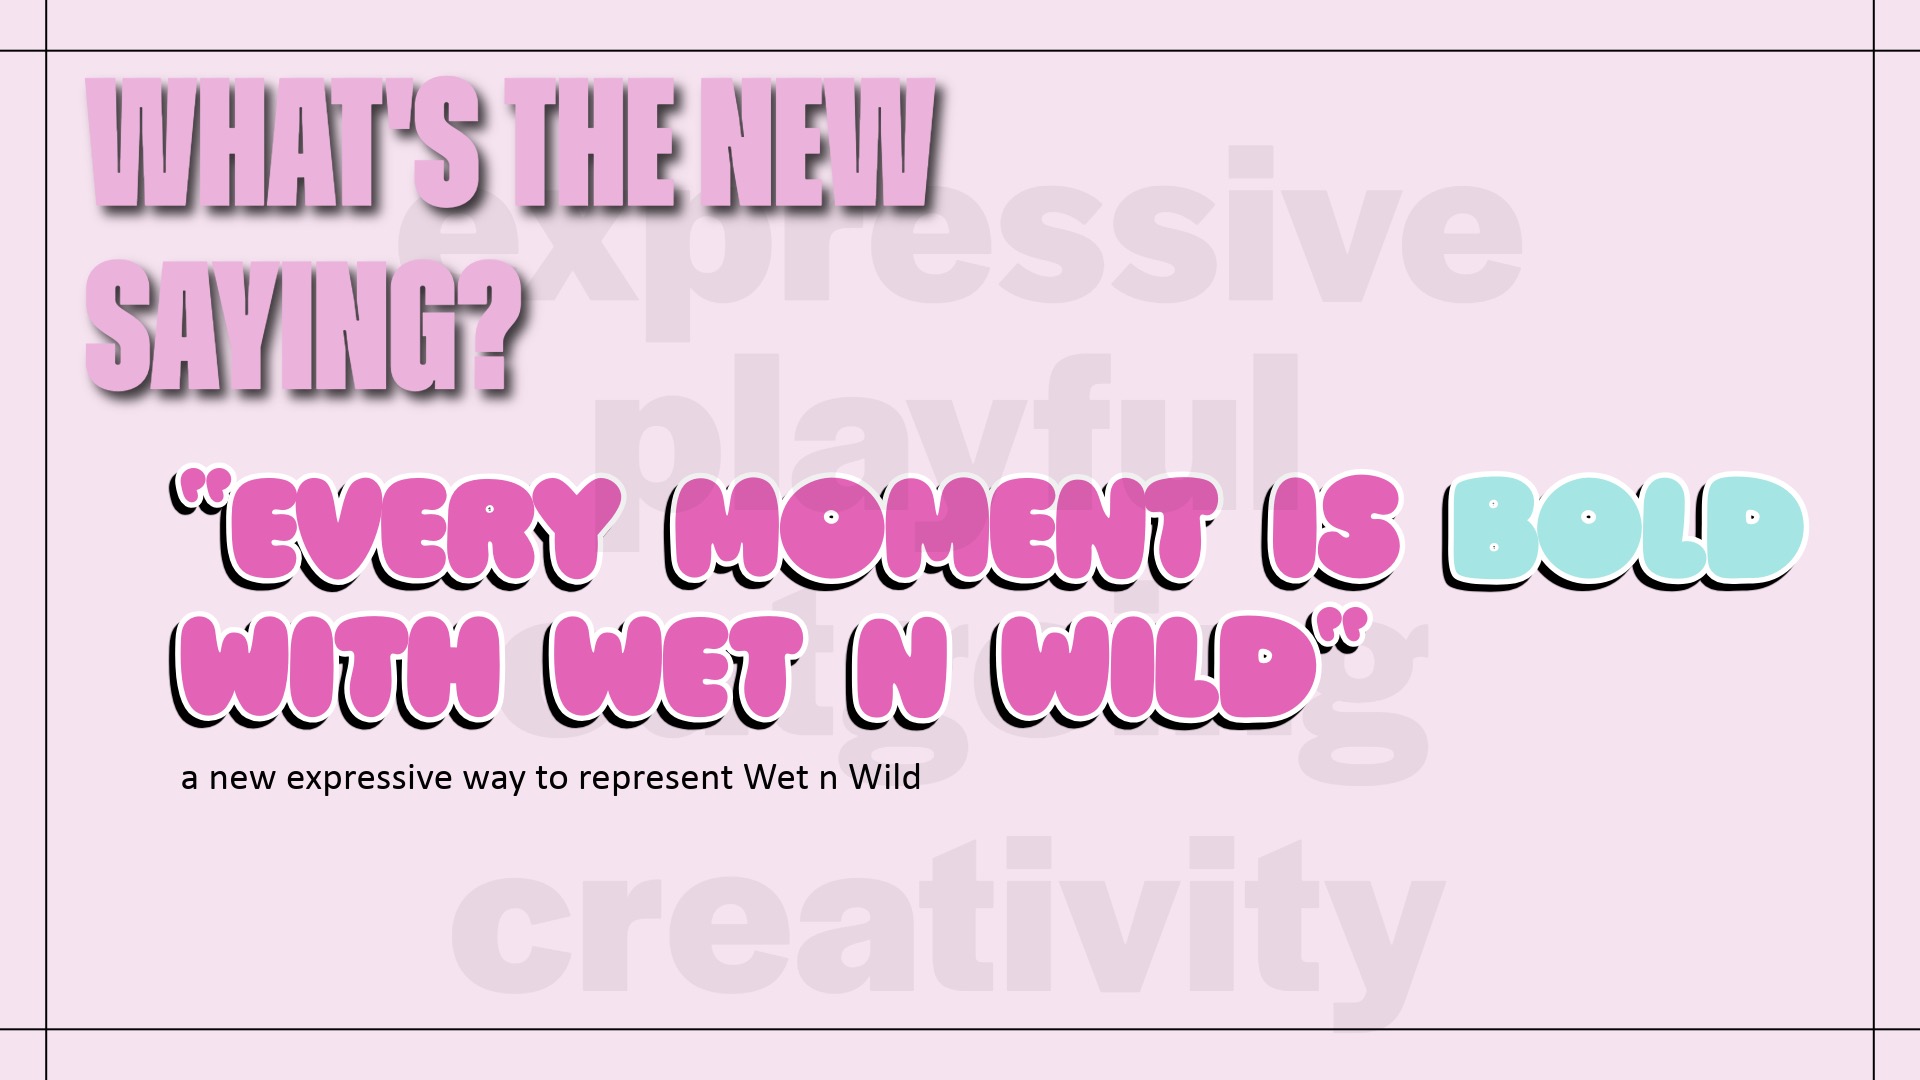 WHAT'S THE NEW
SAYING?
expressive
playful
"EVERY MOMENT IS BOLD
WITH WET N WILD"
outgoing
a new expressive way to represent Wet n Wild
creativity